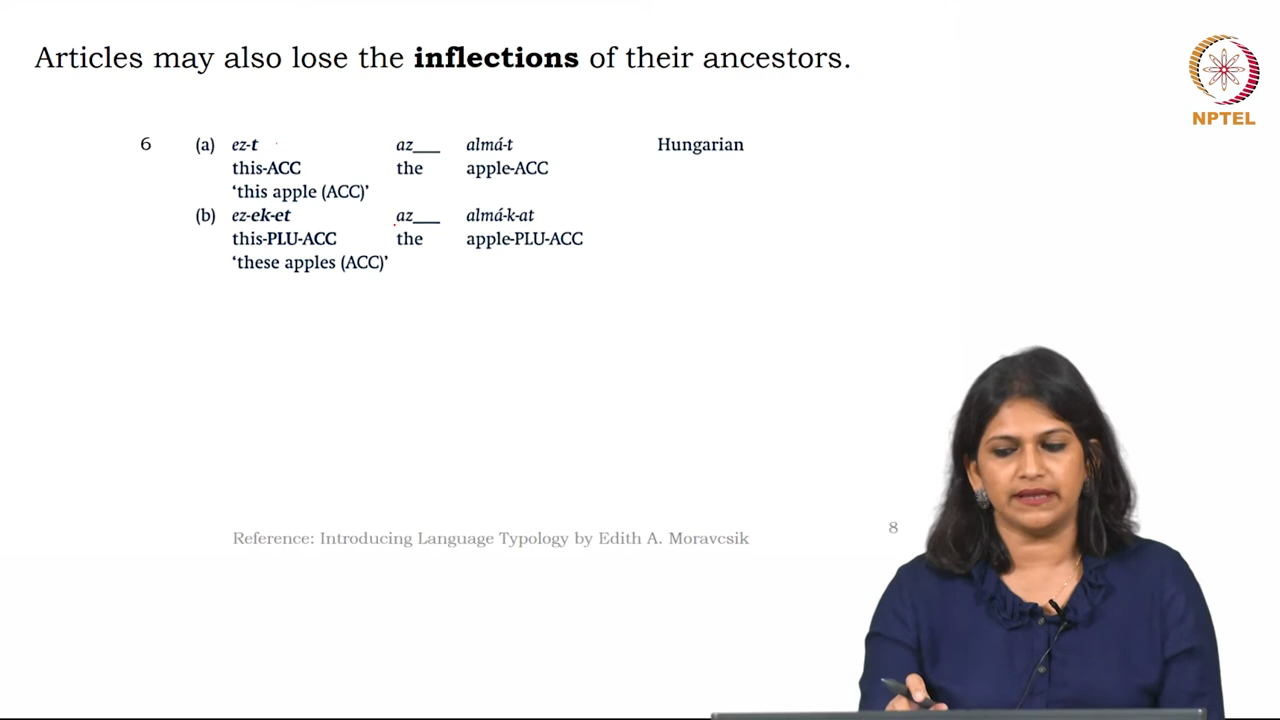 Articles may also lose the inflections of their ancestors.
NPTEL
6 (a) ez-t az___ almá-t Hungarian
this-ACC the apple-ACC
‘this apple (ACC)’
(b) ez-ek-et az___ almá-k-at
this-PLU-ACC the apple-PLU-ACC
‘these apples (ACC)’
Reference: Introducing Language Typology by Edith A. Moravcsik
8